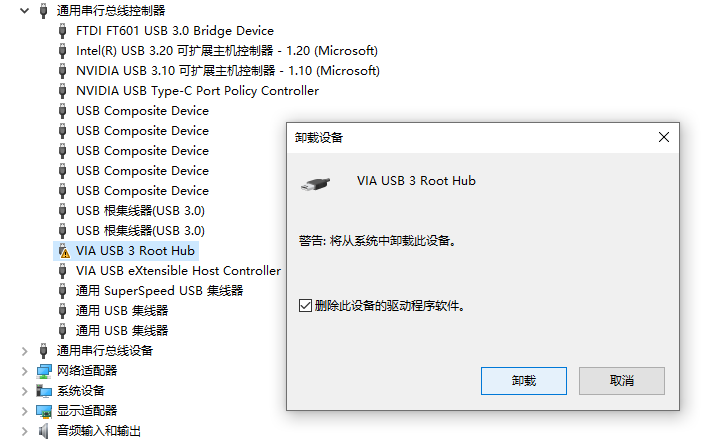 通用串行总线控制器
FTDI FT601 USB 3.0 Bridge Device
Intel(R) USB 3.20 可扩展主机控制器 - 1.20 (Microsoft)
NVIDIA USB 3.10 可扩展主机控制器 - 1.10 (Microsoft)
NVIDIA USB Type-C Port Policy Controller
USB Composite Device
USB Composite Device
USB Composite Device
USB Composite Device
USB Composite Device
USB 根集线器(USB 3.0)
USB 根集线器(USB 3.0)
VIA USB 3 Root Hub
VIA USB eXtensible Host Controller
通用 SuperSpeed USB 集线器
通用 USB 集线器
通用 USB 集线器
通用串行总线设备
网络适配器
系统设备
显示适配器
音频输入和输出
卸载设备
VIA USB 3 Root Hub
警告: 将从系统中卸载此设备。
删除此设备的驱动程序软件。
卸载
取消